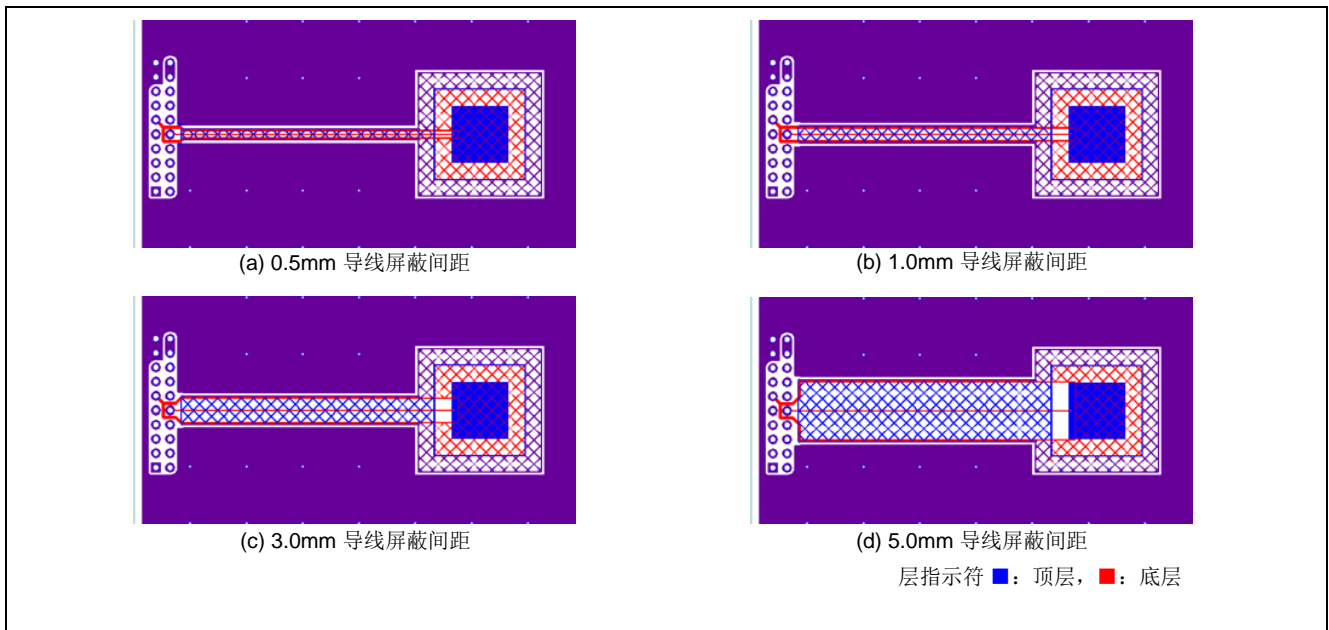 (a) 0.5mm 导线屏蔽间距
(b) 1.0mm 导线屏蔽间距
(c) 3.0mm 导线屏蔽间距
(d) 5.0mm 导线屏蔽间距
层指示符 ■：顶层，■：底层